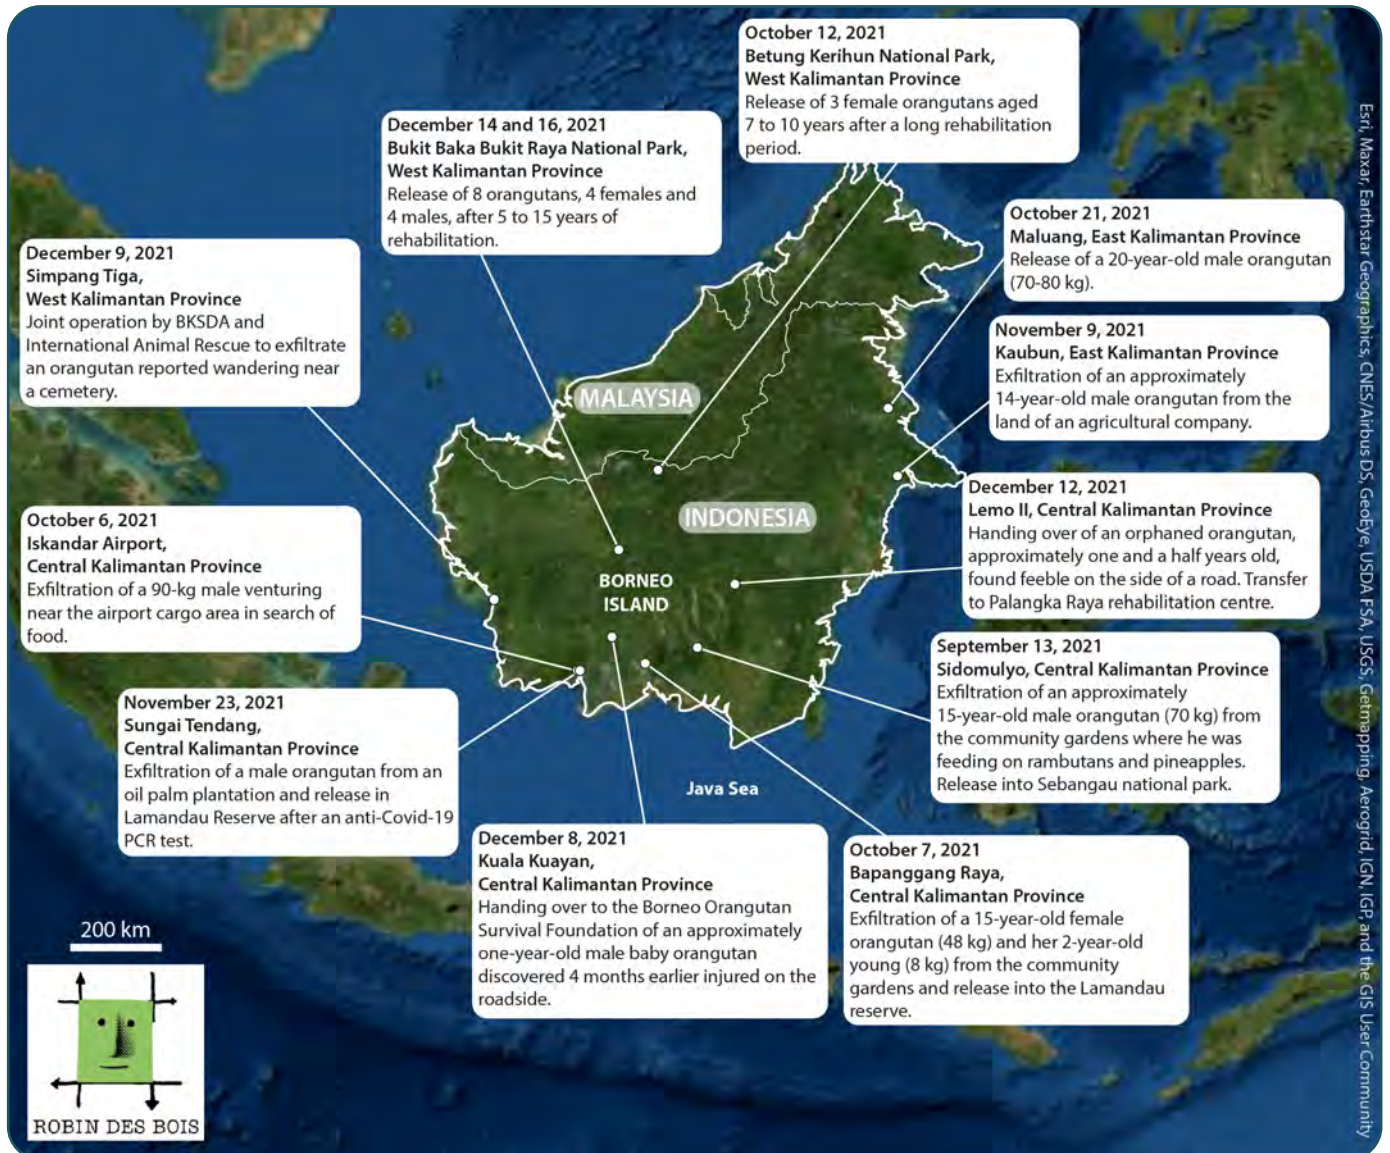 October 12, 2021
Betung Kerihun National Park,
West Kalimantan Province
Release of 3 female orangutans aged
7 to 10 years after a long rehabilitation
period.
December 14 and 16, 2021
Bukit Baka Bukit Raya National Park,
West Kalimantan Province
Release of 8 orangutans, 4 females and
4 males, after 5 to 15 years of
rehabilitation.
October 21, 2021
Maluang, East Kalimantan Province
Release of a 20-year-old male orangutan
(70-80 kg).
December 9, 2021
Simpang Tiga,
West Kalimantan Province
Joint operation by BKSDA and
International Animal Rescue to exfiltrate
an orangutan reported wandering near
a cemetery.
November 9, 2021
Kaubun, East Kalimantan Province
Exfiltration of an approximately
14-year-old male orangutan from the
land of an agricultural company.
MALAYSIA
INDONESIA
BORNEO
ISLAND
December 12, 2021
Lemo II, Central Kalimantan Province
Handing over of an orphaned orangutan,
approximately one and a half years old,
found feeble on the side of a road. Transfer
to Palangka Raya rehabilitation centre.
October 6, 2021
Iskandar Airport,
Central Kalimantan Province
Exfiltration of a 90-kg male venturing
near the airport cargo area in search of
food.
September 13, 2021
Sidomulyo, Central Kalimantan Province
Exfiltration of an approximately
15-year-old male orangutan (70 kg) from
the community gardens where he was
feeding on rambutans and pineapples.
Release into Sebangau national park.
November 23, 2021
Sungai Tendang,
Central Kalimantan Province
Exfiltration of a male orangutan from an
oil palm plantation and release in
Lamandau Reserve after an anti-Covid-19
PCR test.
Java Sea
December 8, 2021
Kuala Kuayan,
Central Kalimantan Province
Handing over to the Borneo Orangutan
Survival Foundation of an approximately
one-year-old male baby orangutan
discovered 4 months earlier injured on the
roadside.
October 7, 2021
Bapanggang Raya,
Central Kalimantan Province
Exfiltration of a 15-year-old female
orangutan (48 kg) and her 2-year-old
young (8 kg) from the community
gardens and release into the Lamandau
reserve.
200 km
ROBIN DES BOIS
Esri, Maxar, Earthstar Geographics, CNES/Airbus DS, GeoEye, USDA FSA, USGS, Getmapping, Aerogrid, IGN, IGP, and the GIS User Community